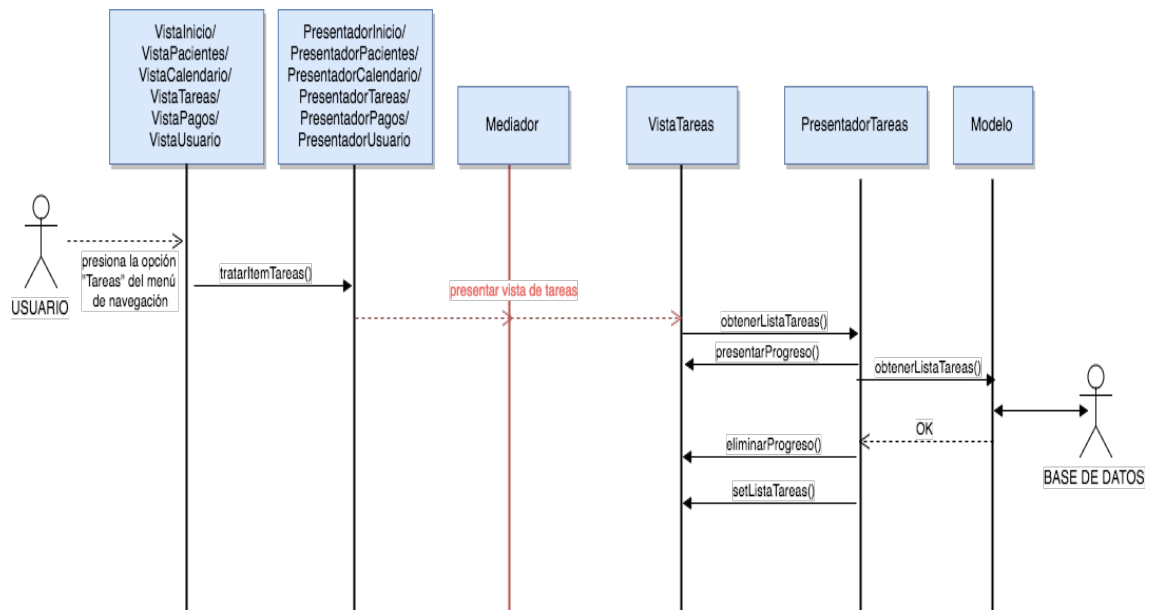 VistaInicio/
VistaPacientes/
VistaCalendario/
VistaTareas/
VistaPagos/
VistaUsuario
PresentadorInicio/
PresentadorPacientes/
PresentadorCalendario/
PresentadorTareas/
PresentadorPagos/
PresentadorUsuario
Mediador
VistaTareas
PresentadorTareas
Modelo
USUARIO
presiona la opción
"Tareas" del menú
de navegación
tratarItemTareas()
presentar vista de tareas
obtenerListaTareas()
presentarProgreso()
obtenerListaTareas()
OK
eliminarProgreso()
setListaTareas()
BASE DE DATOS